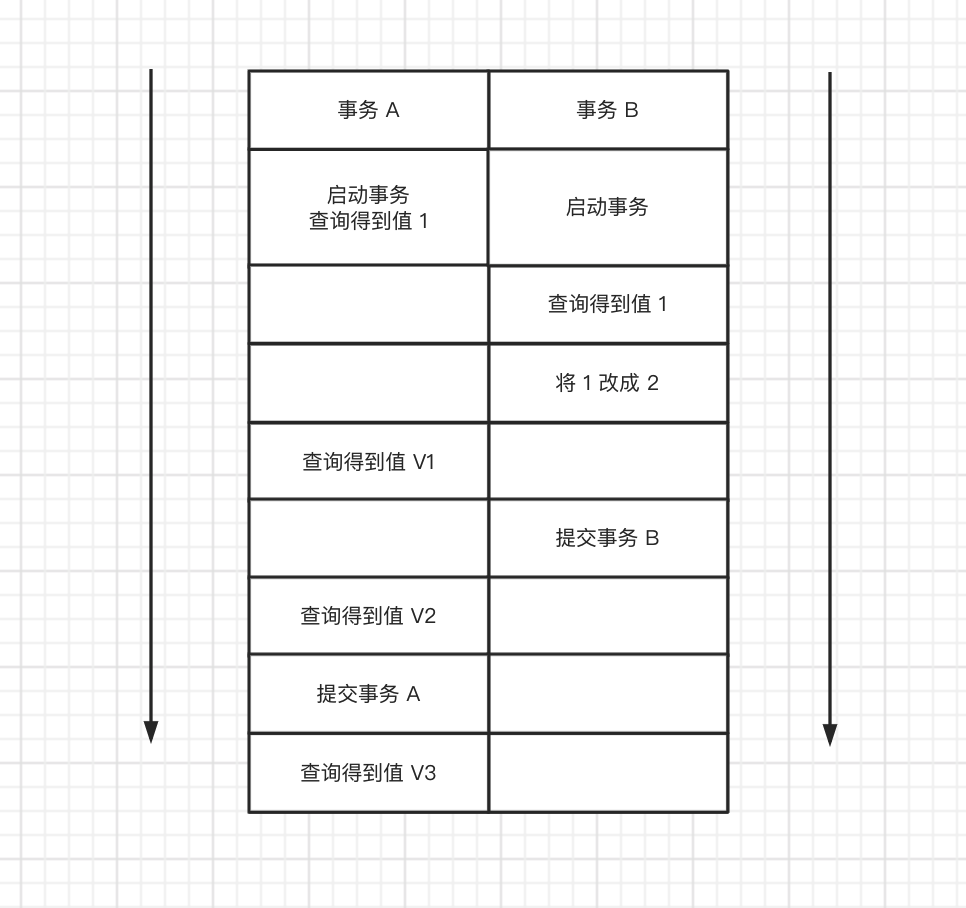 事务 A
事务 B
启动事务
查询得到值 1
启动事务
查询得到值 1
将 1 改成 2
查询得到值 V1
提交事务 B
查询得到值 V2
提交事务 A
查询得到值 V3